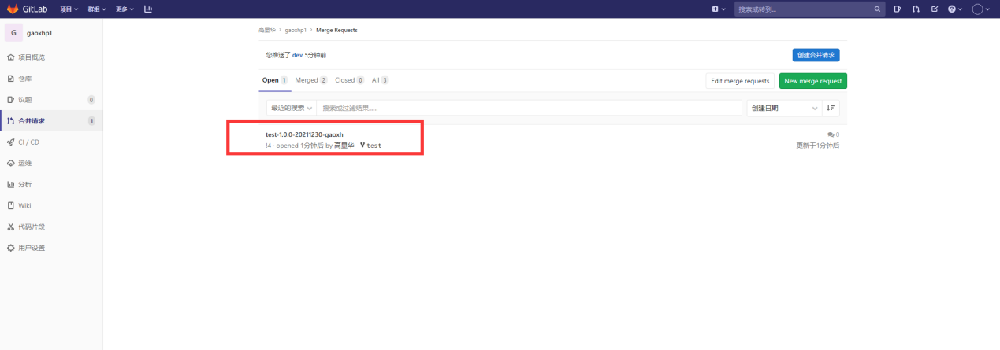 GitLab 项目 群组 更多 搜索或转到...
G gaoxhp1
项目概览
仓库
议题 0
合并请求 1
CI / CD
运维
分析
Wiki
代码片段
用户设置
高显华 > gaoxhp1 > Merge Requests
您推送了 dev 5分钟前 创建合并请求
Open 1 Merged 2 Closed 0 All 3 Edit merge requests New merge request
最近的搜索 搜索或过滤结果...... 创建日期
test-1.0.0-20211230-gaoxh 0
!4 · opened 1分钟后 by 高显华 test 更新于1分钟后